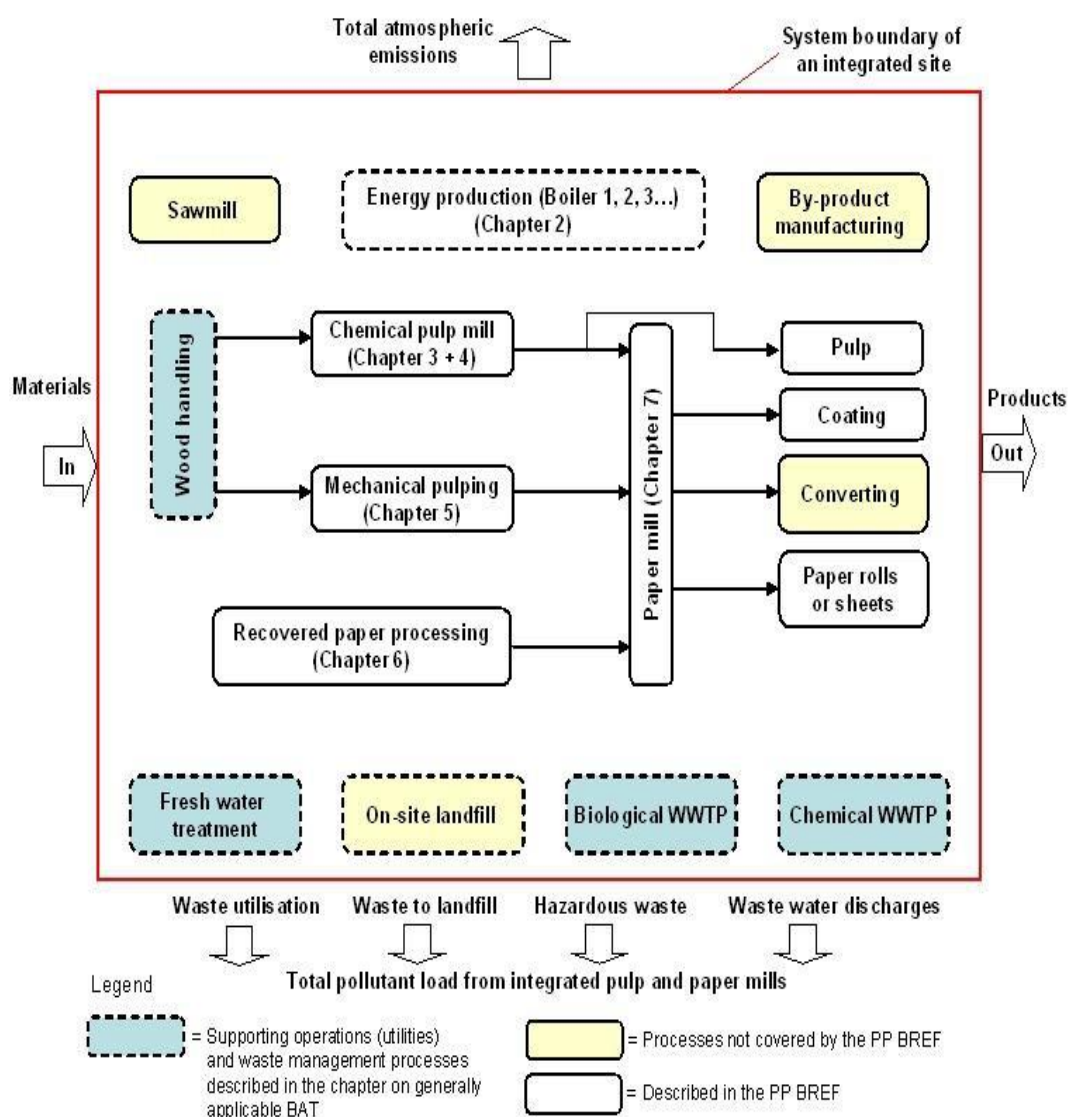 Total atmospheric
emissions
System boundary of
an integrated site
Sawmill
Energy production (Boiler 1, 2, 3...)
(Chapter 2)
By-product
manufacturing
Materials
In
Wood handling
Chemical pulp mill
(Chapter 3 + 4)
Mechanical pulping
(Chapter 5)
Recovered paper processing
(Chapter 6)
Paper mill (Chapter 7)
Pulp
Coating
Converting
Paper rolls
or sheets
Products
Out
Fresh water
treatment
On-site landfill
Biological WWTP
Chemical WWTP
Waste utilisation
Waste to landfill
Hazardous waste
Waste water discharges
Total pollutant load from integrated pulp and paper mills
Legend
= Supporting operations (utilities)
and waste management processes
described in the chapter on generally
applicable BAT
= Processes not covered by the PP BREF
= Described in the PP BREF